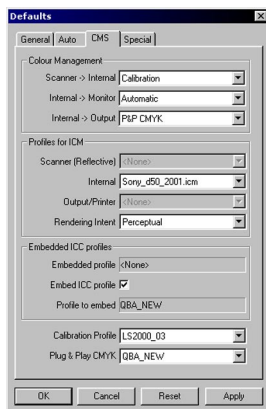 Defaults
General Auto CMS Special
Colour Management
Scanner -> Internal Calibration
Internal -> Monitor Automatic
Internal -> Output P&P CMYK
Profiles for ICM
Scanner (Reflective) <None>
Internal Sony_d50_2001.icm
Output/Printer <None>
Rendering Intent Perceptual
Embedded ICC profiles
Embedded profile <None>
Embed ICC profile
Profile to embed QBA_NEW
Calibration Profile LS2000_03
Plug & Play CMYK QBA_NEW
OK Cancel Reset Apply